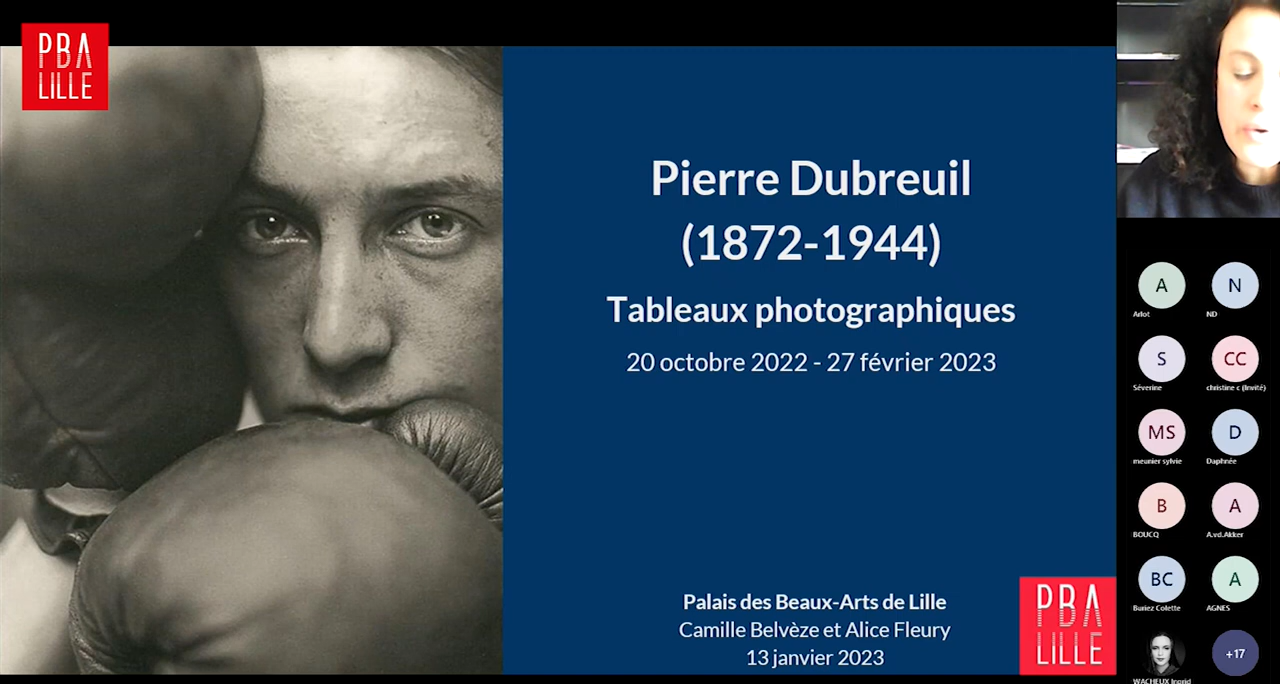 PBA
LILLE
Pierre Dubreuil
(1872-1944)
Tableaux photographiques
20 octobre 2022 - 27 février 2023
Palais des Beaux-Arts de Lille
Camille Belvèze et Alice Fleury
13 janvier 2023
PBA
LILLE
A
Arlot
N
ND
S
Séverine
CC
christine c (Invité)
MS
meunier sylvie
D
Daphnée
B
BOUCQ
A
A.vd.Akker
BC
Buriez Colette
A
AGNES
WACHEUX Ingrid
+17